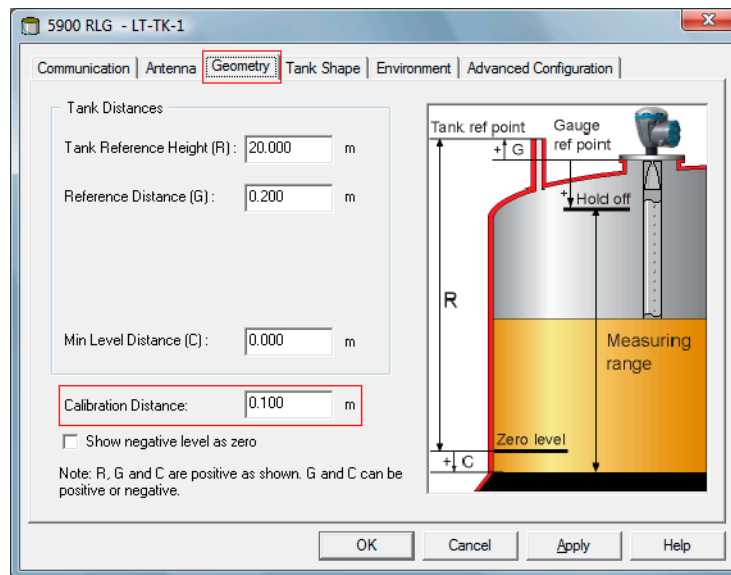 5900 RLG - LT-TK-1
Communication
Antenna
Geometry
Tank Shape
Environment
Advanced Configuration
Tank Distances
Tank Reference Height (R) : 20.000 m
Reference Distance (G) : 0.200 m
Min Level Distance (C) : 0.000 m
Calibration Distance: 0.100 m
Show negative level as zero
Note: R, G and C are positive as shown. G and C can be
positive or negative.
Tank ref point
Gauge
ref point
+ G
+
Hold off
R
Measuring
range
Zero level
+ C
OK
Cancel
Apply
Help